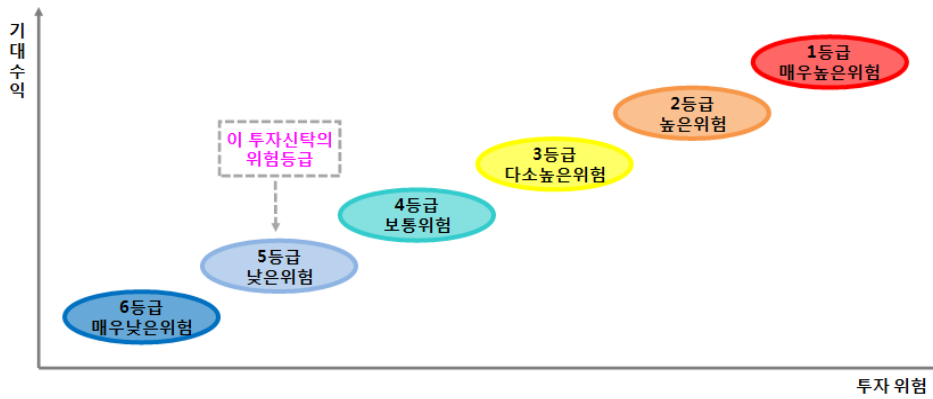 기대수익
1등급
매우높은위험
2등급
높은위험
이 투자신탁의
위험등급
3등급
다소높은위험
4등급
보통위험
5등급
낮은위험
6등급
매우낮은위험
투자 위험